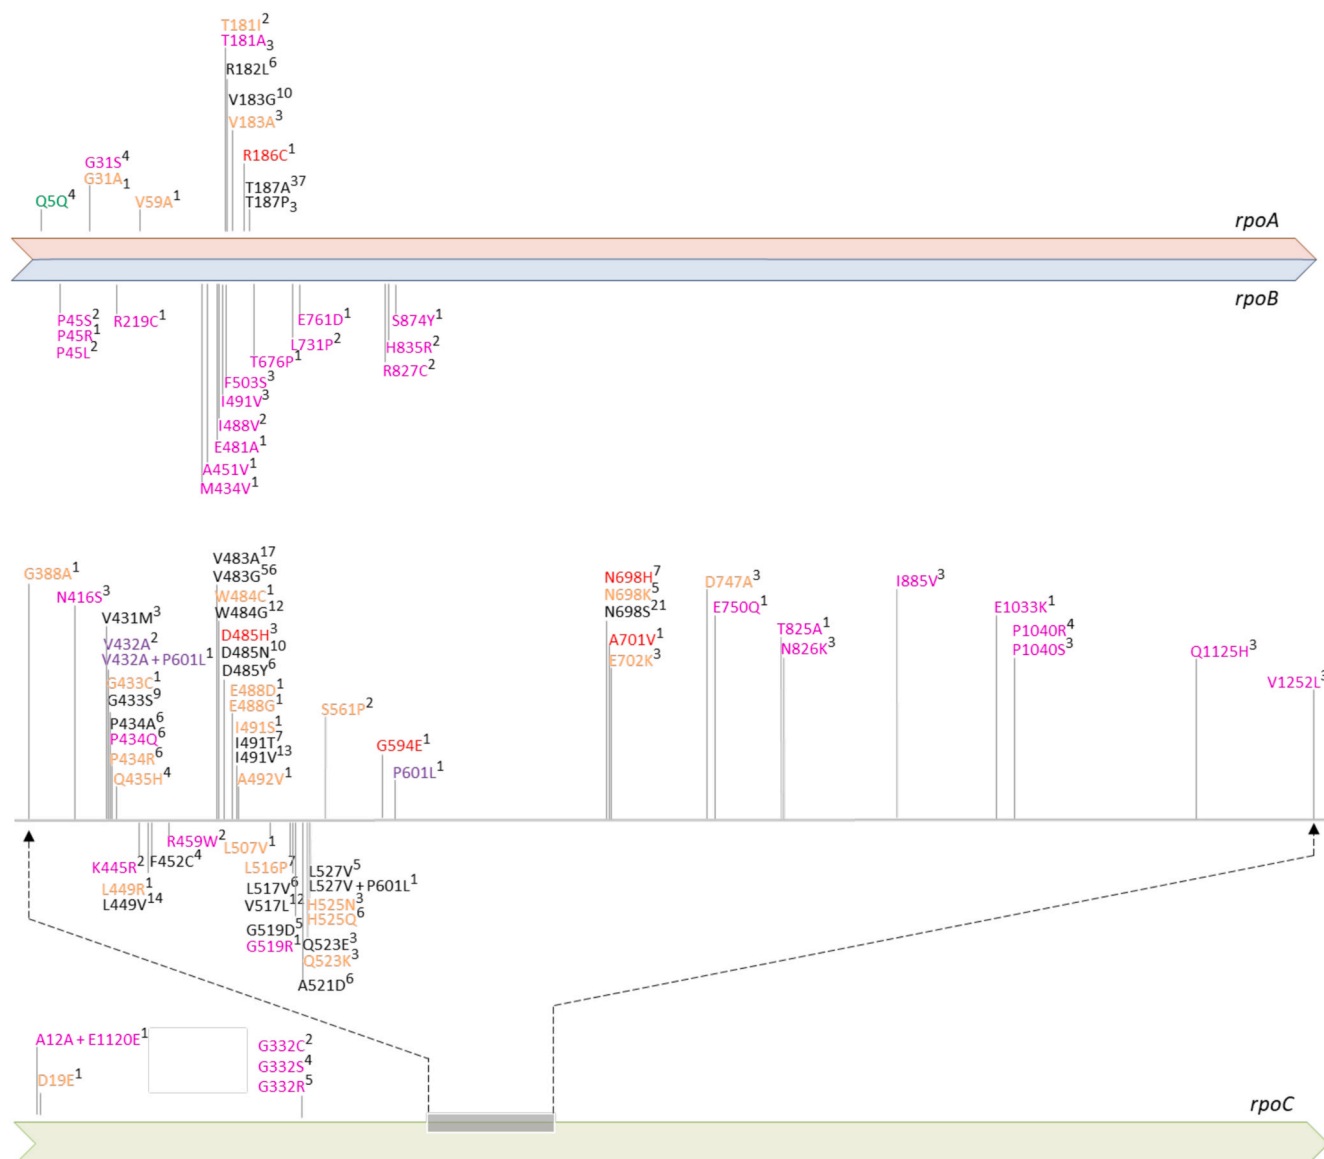 T181I²
T181A₃
R182L⁶
V183G¹⁰
V183A³
R186C¹
T187A³⁷
T187P₃
G31S⁴
G31A₁
Q5Q⁴
V59A¹
rpoA
rpoB
P45S²
P45R¹
P45L²
R219C¹
E761D¹
L731P²
T676P¹
F503S³
I491V³
I488V²
E481A¹
A451V¹
M434V¹
S874Y¹
H835R²
R827C²
G388A¹
N416S³
V431M³
V432A²
V432A + P601L¹
G433C¹
G433S⁹
P434A⁶
P434Q⁶
P434R⁶
Q435H⁴
V483A¹⁷
V483G⁵⁶
W484C¹
W484G¹²
D485H³
D485N¹⁰
D485Y⁶
E488D¹
E488G¹
I491S¹
I491T⁷
I491V¹³
A492V¹
S561P²
G594E¹
P601L¹
N698H⁷
N698K⁵
N698S²¹
A701V¹
E702K³
D747A³
E750Q¹
T825A¹
N826K³
I885V³
E1033K¹
P1040R⁴
P1040S³
Q1125H³
V1252L³
K445R²
L449R¹
L449V¹⁴
F452C⁴
R459W²
L507V¹
L516P⁷
L517V⁶
V517L¹²
G519D⁵
G519R¹
L527V⁵
L527V + P601L¹
H525N³
H525Q⁶
Q523E³
Q523K³
A521D⁶
A12A + E1120E¹
D19E¹
G332C²
G332S⁴
G332R⁵
rpoC